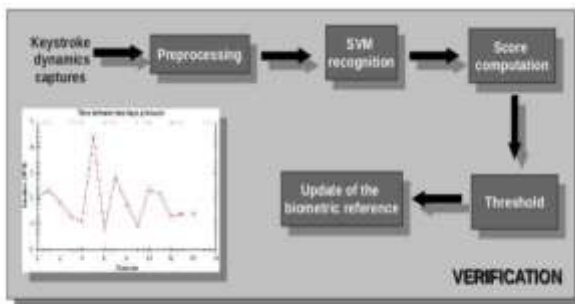 Keystroke
dynamics
captures
Preprocessing
SVM
recognition
Score
computation
Update of the
biometric reference
Threshold
VERIFICATION